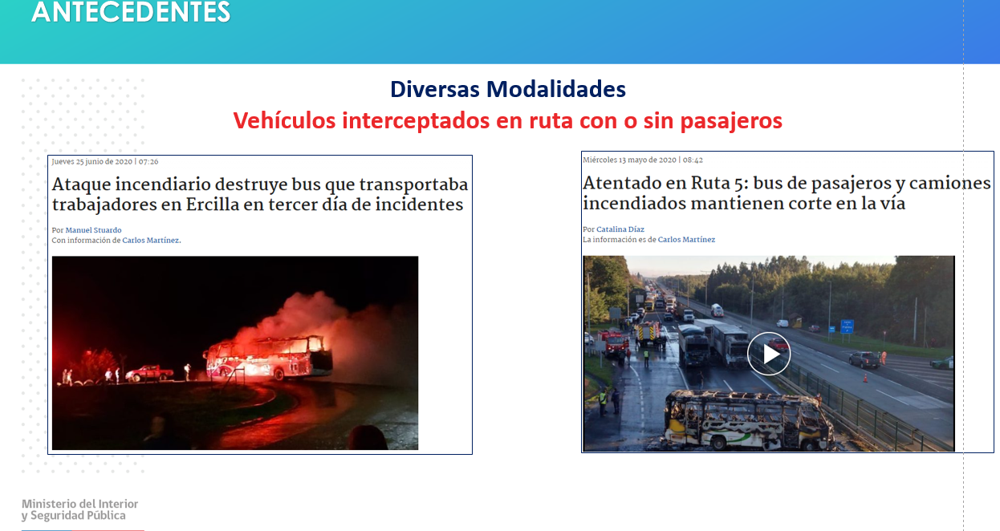 ANTECEDENTES
Diversas Modalidades
Vehículos interceptados en ruta con o sin pasajeros
Jueves 25 junio de 2020 | 07:26
Ataque incendiario destruye bus que transportaba
trabajadores en Ercilla en tercer día de incidentes
Por Manuel Stuardo
Con información de Carlos Martínez.
Miércoles 13 mayo de 2020 | 08:42
Atentado en Ruta 5: bus de pasajeros y camiones
incendiados mantienen corte en la vía
Por Catalina Díaz
La información es de Carlos Martínez
Ministerio del Interior
y Seguridad Pública